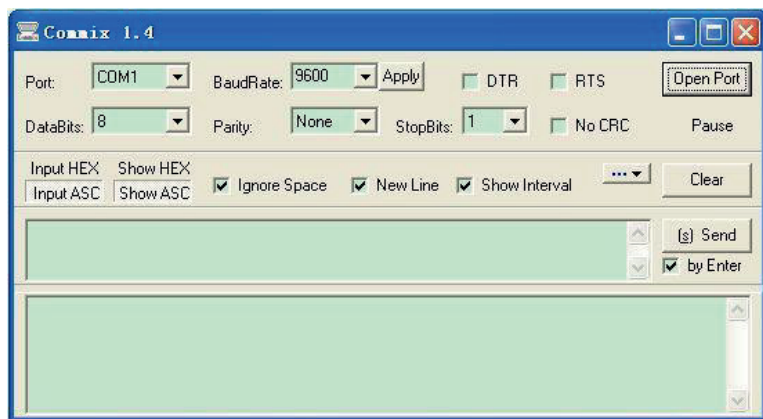 Commix 1.4
Port: COM1 BaudRate: 9600 Apply DTR RTS Open Port
DataBits: 8 Parity: None StopBits: 1 No CRC Pause
Input HEX Show HEX
Input ASC Show ASC Ignore Space New Line Show Interval ... Clear
(s) Send
by Enter